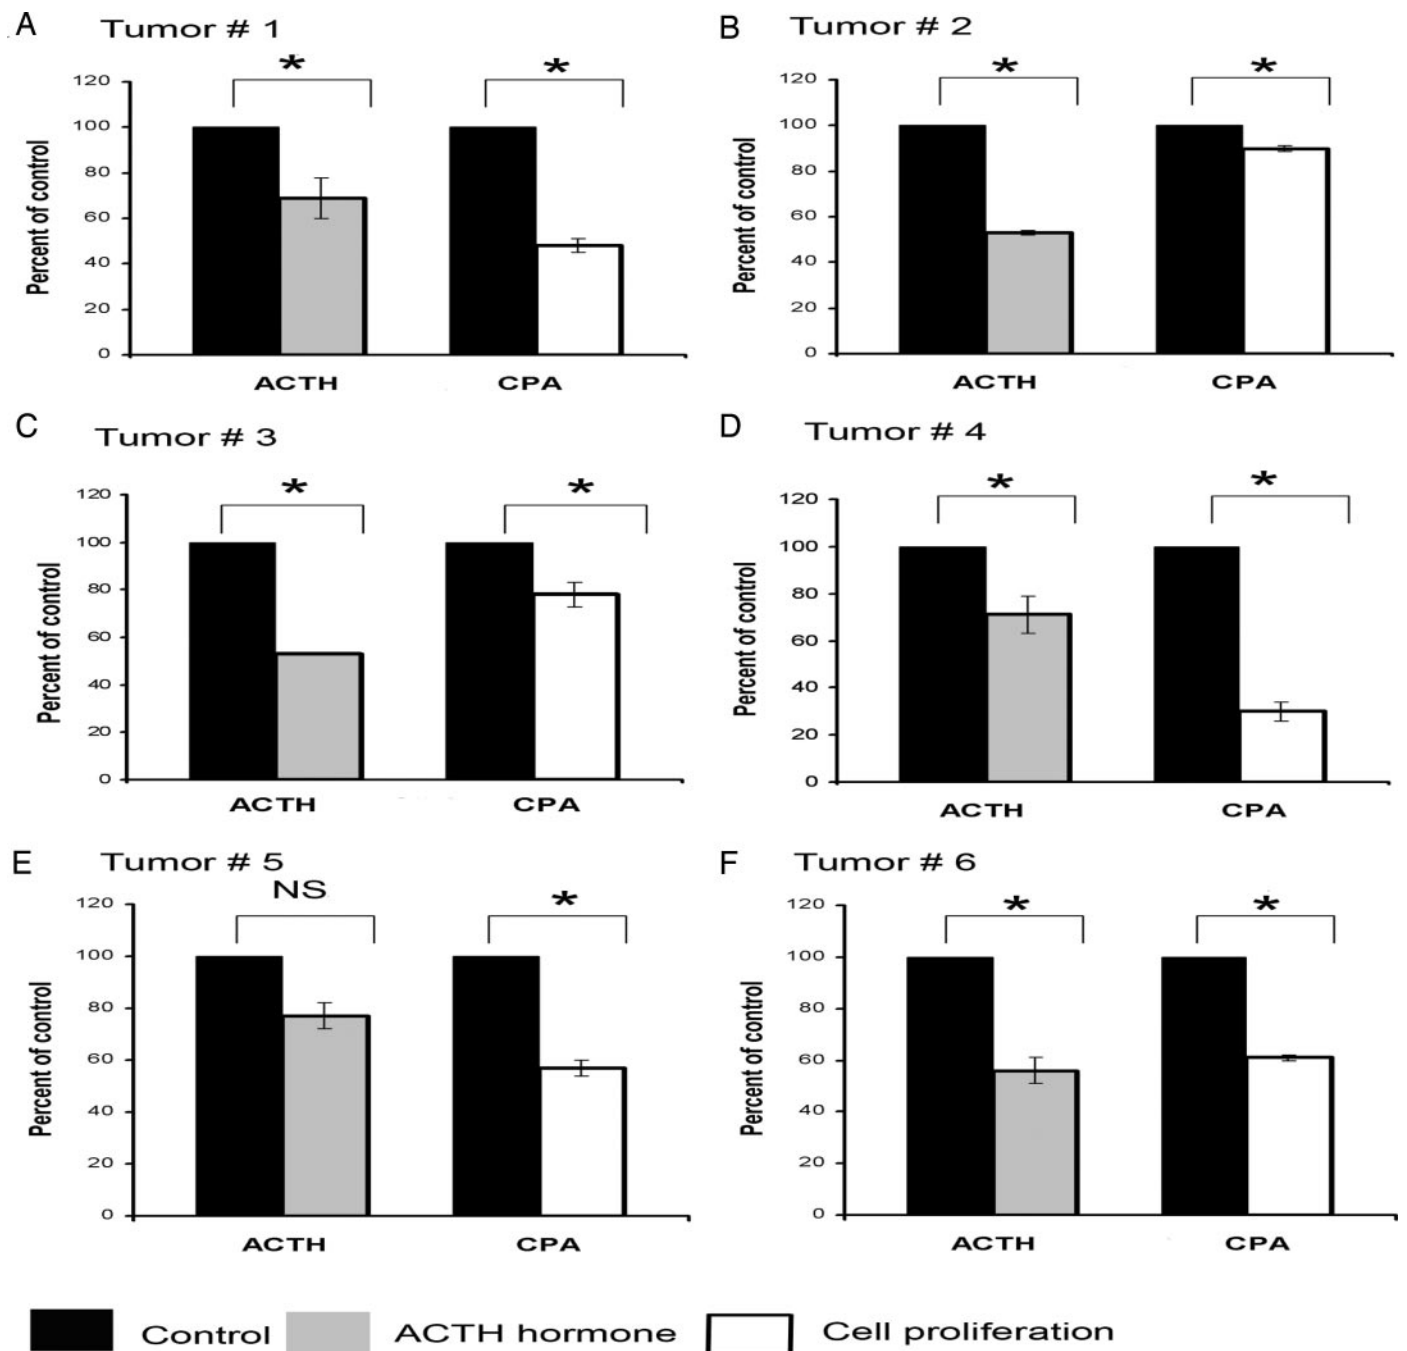 A Tumor # 1
* *
120
100
80
60
40
20
0
Percent of control
ACTH CPA
B Tumor # 2
* *
120
100
80
60
40
20
0
Percent of control
ACTH CPA
C Tumor # 3
* *
120
100
80
60
40
20
0
Percent of control
ACTH CPA
D Tumor # 4
* *
120
100
80
60
40
20
0
Percent of control
ACTH CPA
E Tumor # 5
NS *
120
100
80
60
40
20
0
Percent of control
ACTH CPA
F Tumor # 6
* *
120
100
80
60
40
20
0
Percent of control
ACTH CPA
Control ACTH hormone Cell proliferation